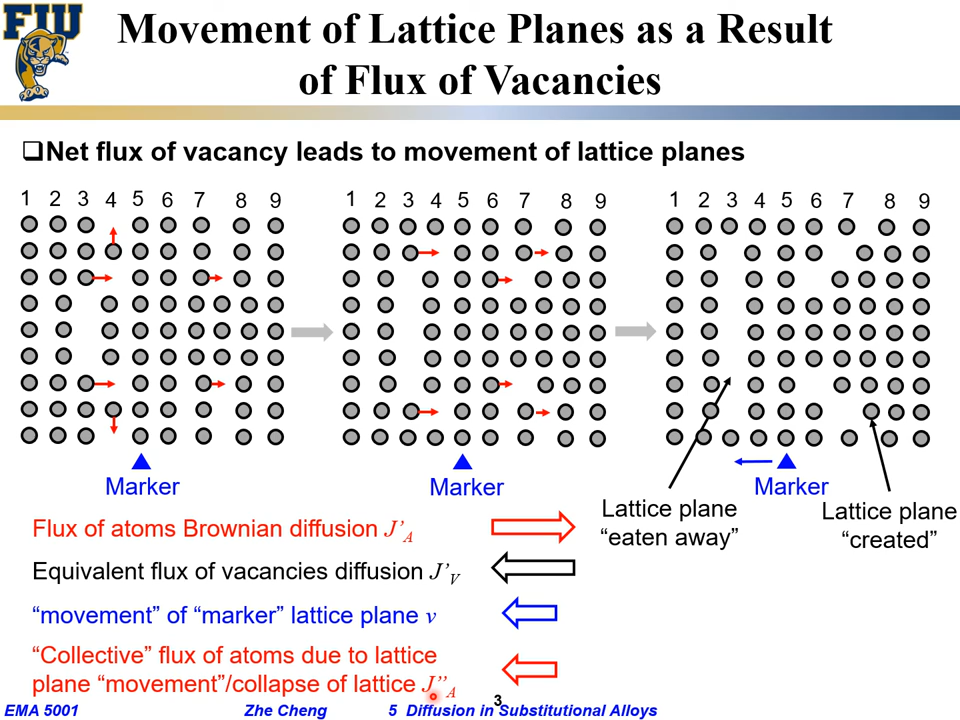 FIU
Movement of Lattice Planes as a Result
of Flux of Vacancies
❑Net flux of vacancy leads to movement of lattice planes
1 2 3 4 5 6 7 8 9
1 2 3 4 5 6 7 8 9
1 2 3 4 5 6 7 8 9
Marker
Marker
Marker
Lattice plane
“eaten away”
Lattice plane
“created”
Flux of atoms Brownian diffusion J’A
Equivalent flux of vacancies diffusion J’V
“movement” of “marker” lattice plane v
“Collective” flux of atoms due to lattice
plane “movement”/collapse of lattice J”A
3
EMA 5001 Zhe Cheng 5 Diffusion in Substitutional Alloys